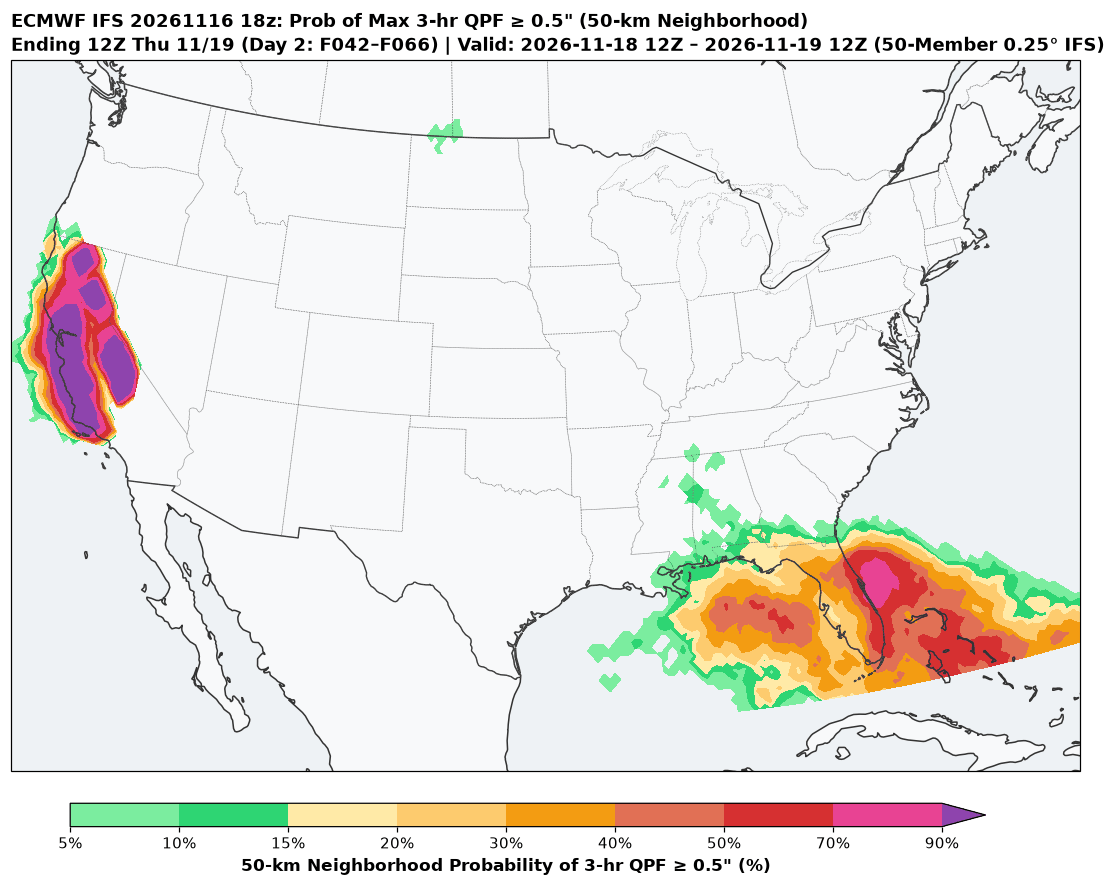 ECMWF IFS 20261116 18z: Prob of Max 3-hr QPF ≥ 0.5" (50-km Neighborhood)
Ending 12Z Thu 11/19 (Day 2: F042–F066) | Valid: 2026-11-18 12Z – 2026-11-19 12Z (50-Member 0.25° IFS)
5% 10% 15% 20% 30% 40% 50% 70% 90%
50-km Neighborhood Probability of 3-hr QPF ≥ 0.5" (%)